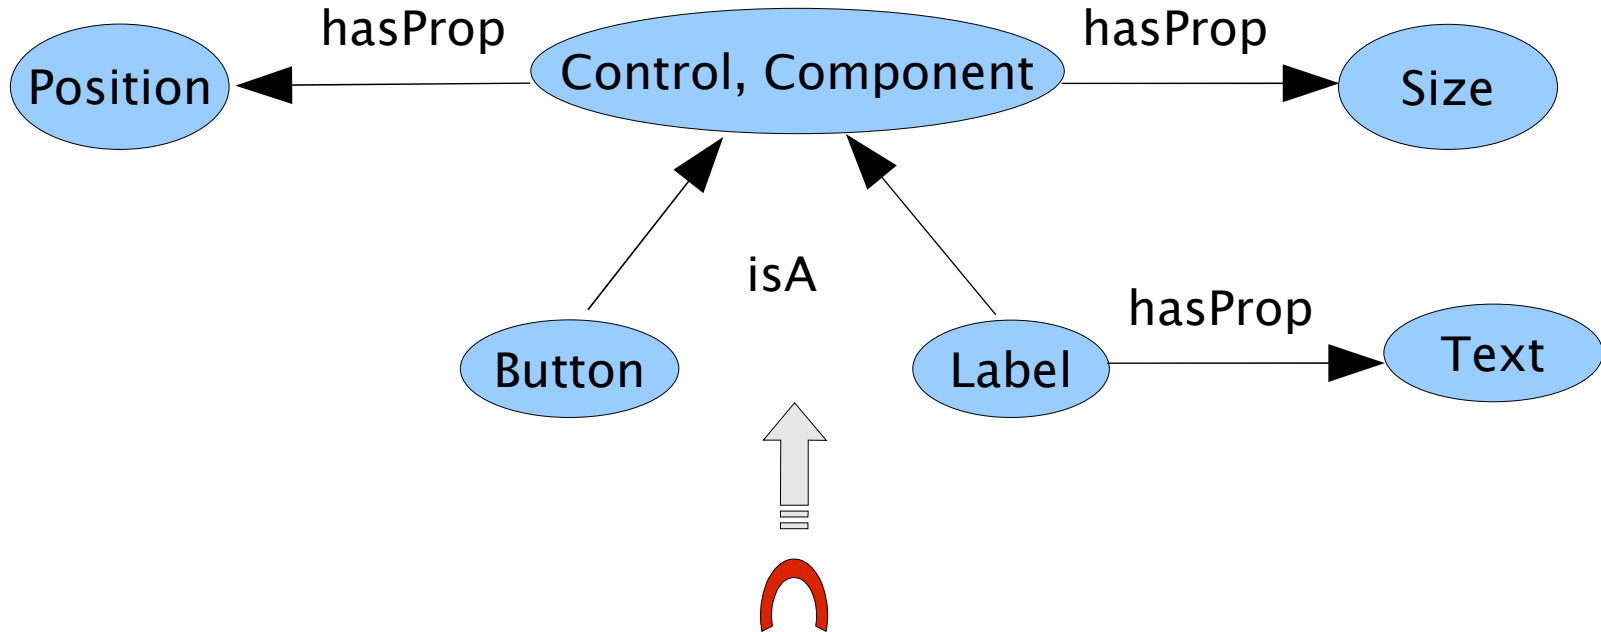 hasProp
hasProp
Position
Control, Component
Size
isA
hasProp
Button
Label
Text